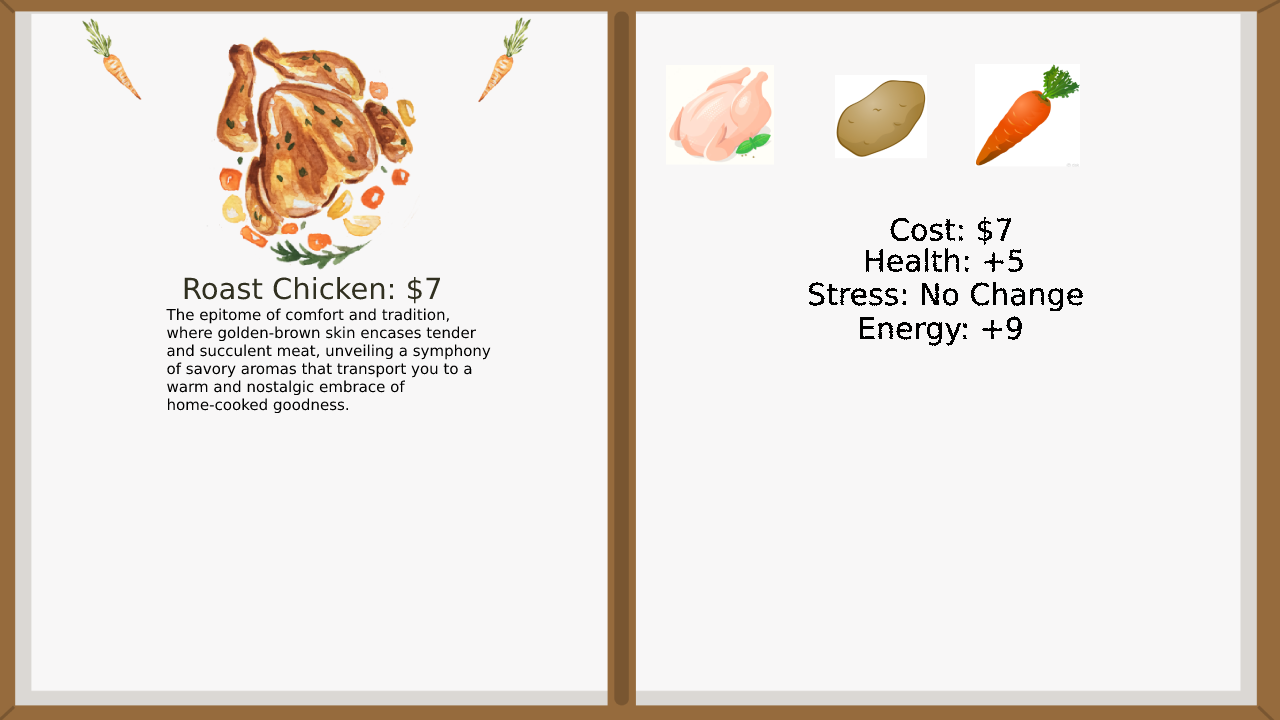 Roast Chicken: $7
The epitome of comfort and tradition,
where golden-brown skin encases tender
and succulent meat, unveiling a symphony
of savory aromas that transport you to a
warm and nostalgic embrace of
home-cooked goodness.
Cost: $7
Health: +5
Stress: No Change
Energy: +9